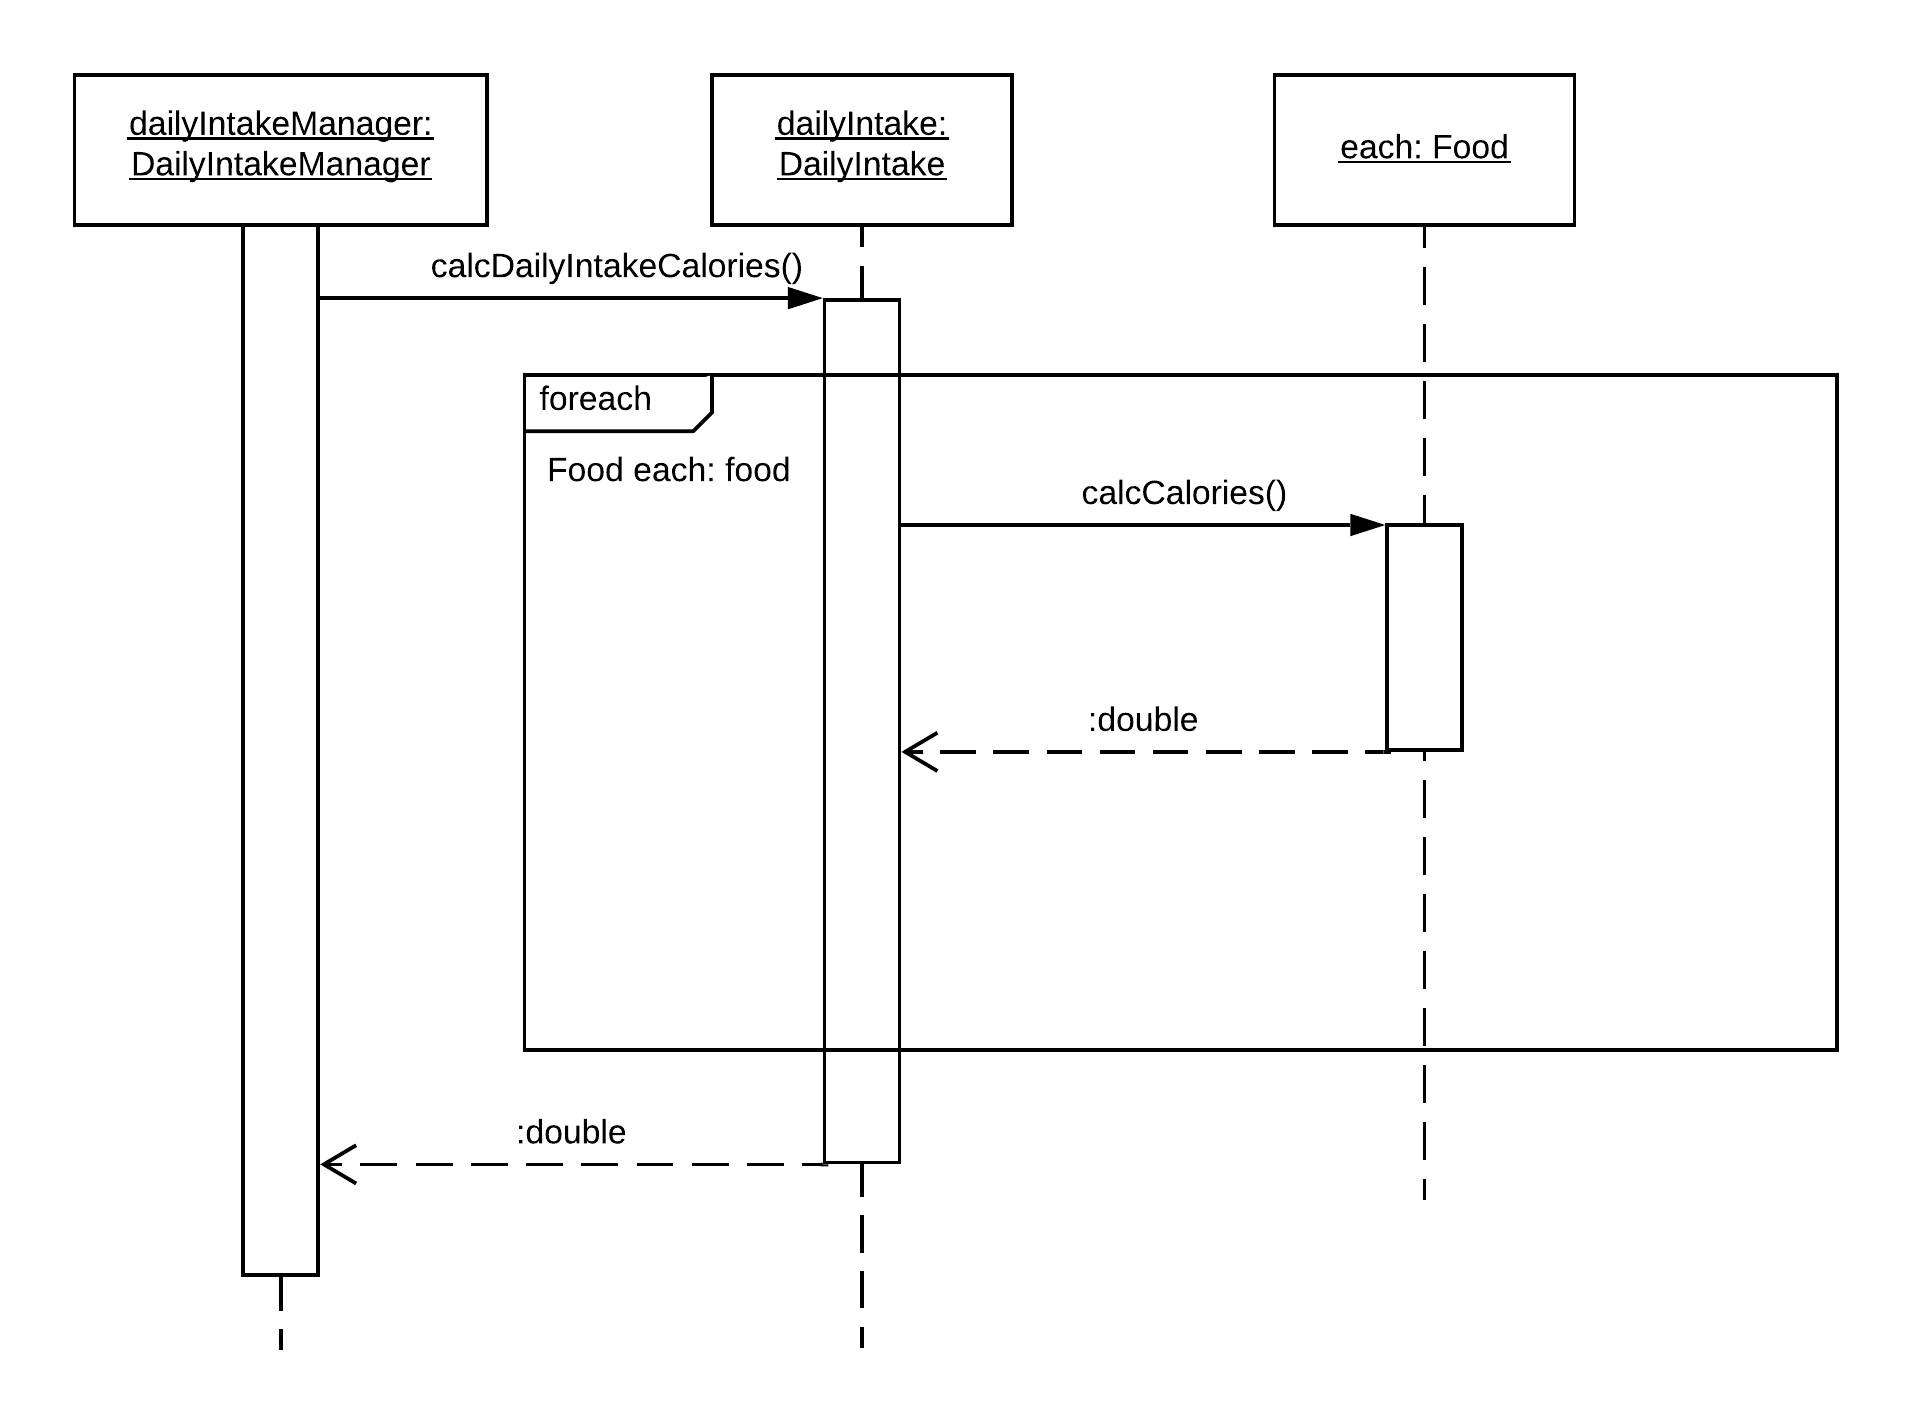 dailyIntakeManager:
DailyIntakeManager
dailyIntake:
DailyIntake
each: Food
calcDailyIntakeCalories()
foreach
Food each: food
calcCalories()
:double
:double